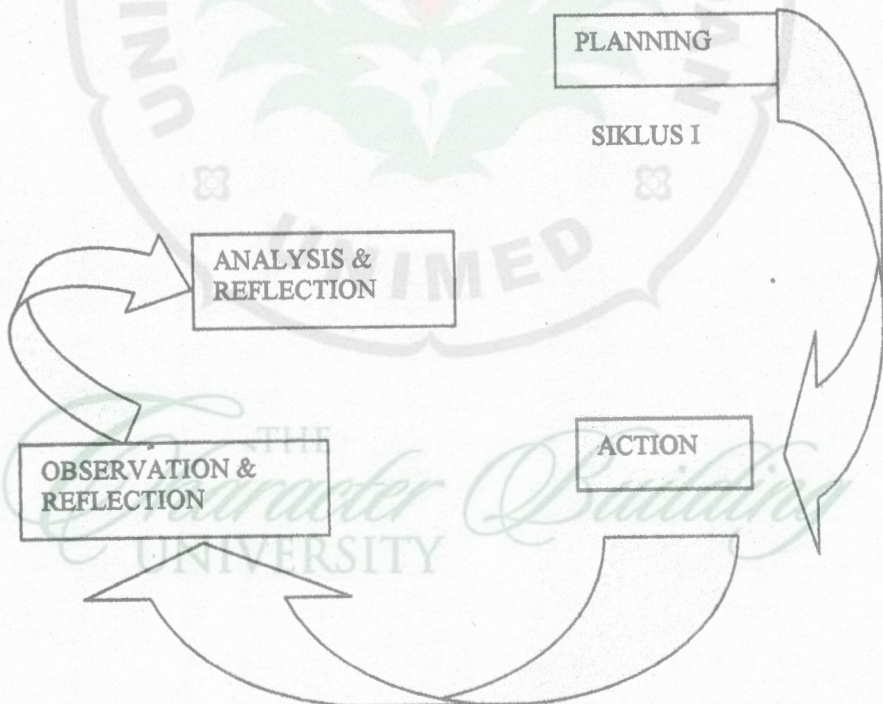 PLANNING
SIKLUS I
ANALYSIS &
REFLECTION
UNIMED
OBSERVATION &
REFLECTION
ACTION
THE
Character Building
UNIVERSITY